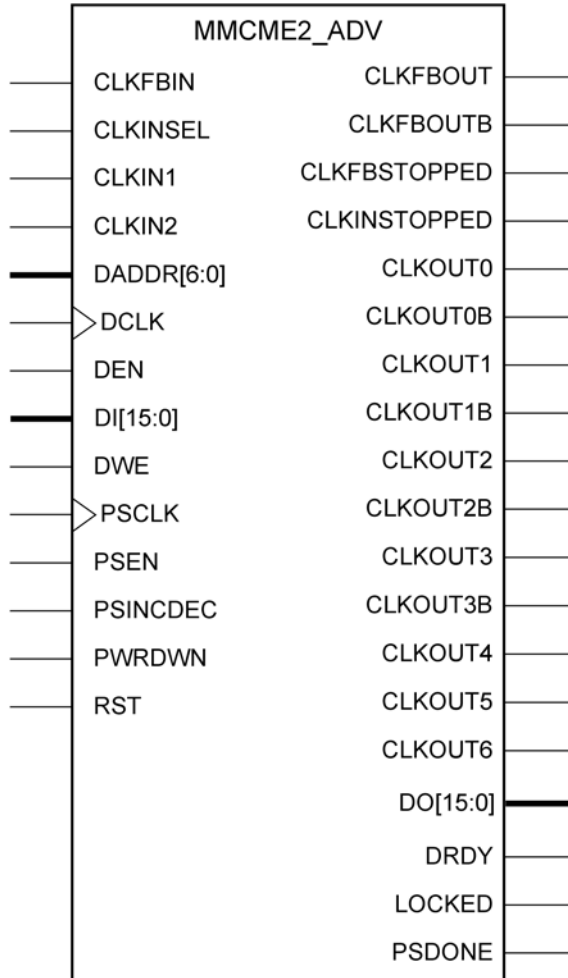 MMCME2_ADV
CLKFBIN
CLKINSEL
CLKIN1
CLKIN2
DADDR[6:0]
DCLK
DEN
DI[15:0]
DWE
PSCLK
PSEN
PSINCDEC
PWRDWN
RST
CLKFBOUT
CLKFBOUTB
CLKFBSTOPPED
CLKINSTOPPED
CLKOUT0
CLKOUT0B
CLKOUT1
CLKOUT1B
CLKOUT2
CLKOUT2B
CLKOUT3
CLKOUT3B
CLKOUT4
CLKOUT5
CLKOUT6
DO[15:0]
DRDY
LOCKED
PSDONE